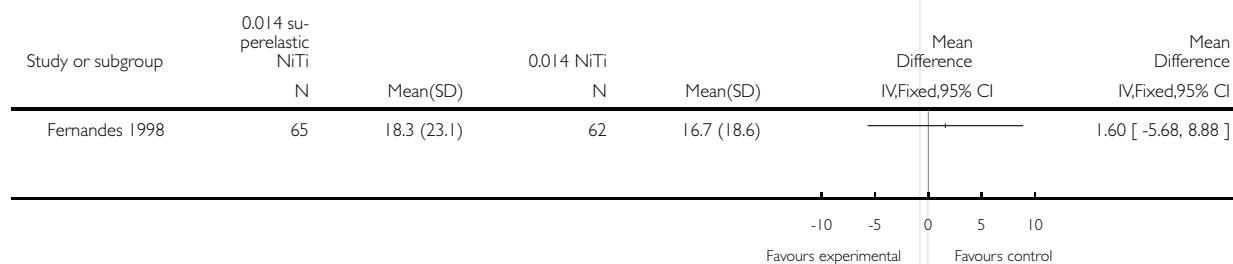 0.014 su-
perelastic
NiTi
Study or subgroup 0.014 NiTi Mean Difference Mean Difference
N Mean(SD) N Mean(SD) IV,Fixed,95% CI IV,Fixed,95% CI
Fernandes 1998 65 18.3 (23.1) 62 16.7 (18.6) 1.60 [ -5.68, 8.88 ]
-10 -5 0 5 10
Favours experimental Favours control